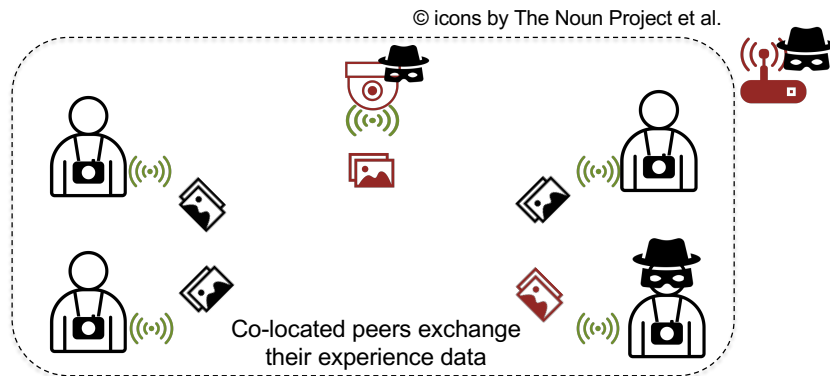 © icons by The Noun Project et al.
Co-located peers exchange
their experience data